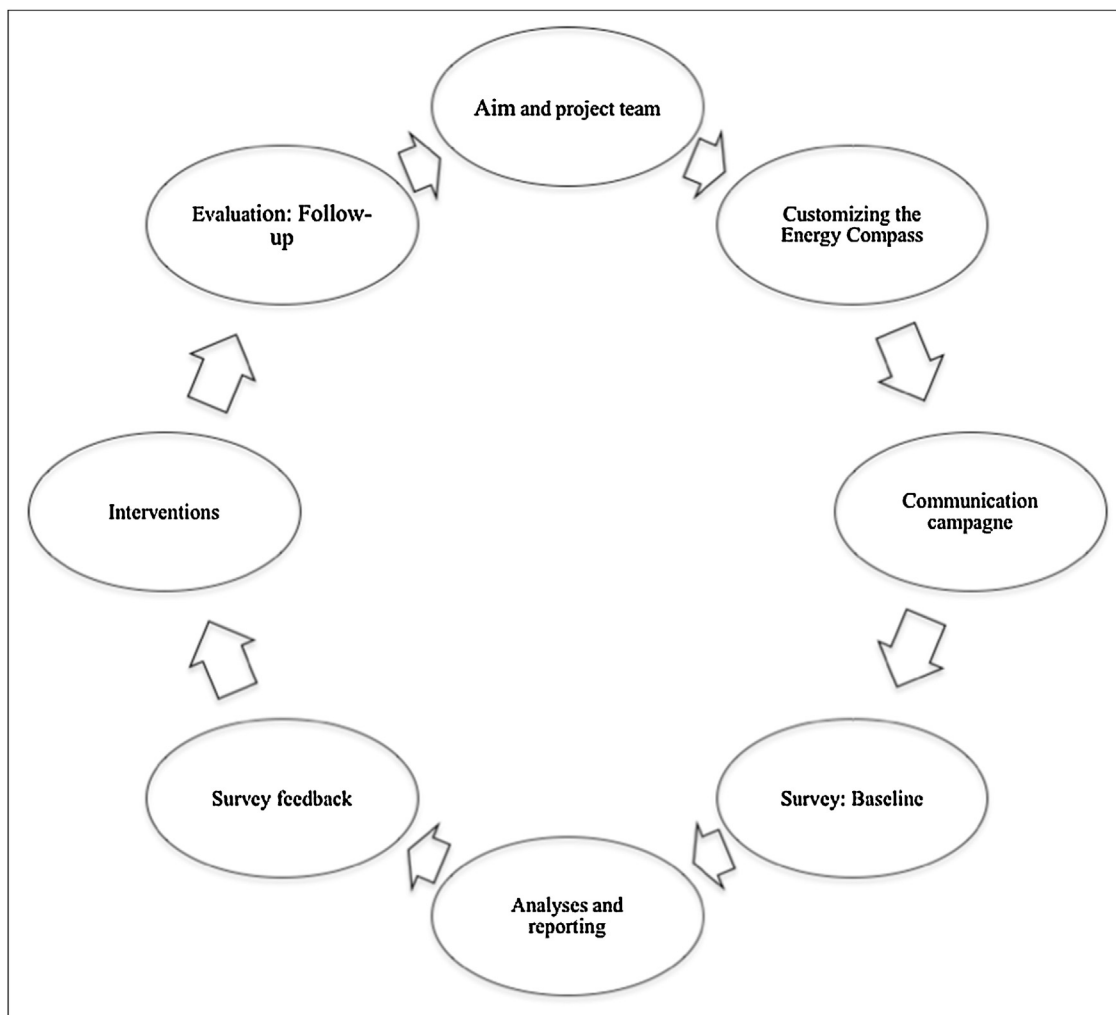 Aim and project team
Customizing the
Energy Compass
Communication
campagne
Survey: Baseline
Analyses and
reporting
Survey feedback
Interventions
Evaluation: Follow-
up